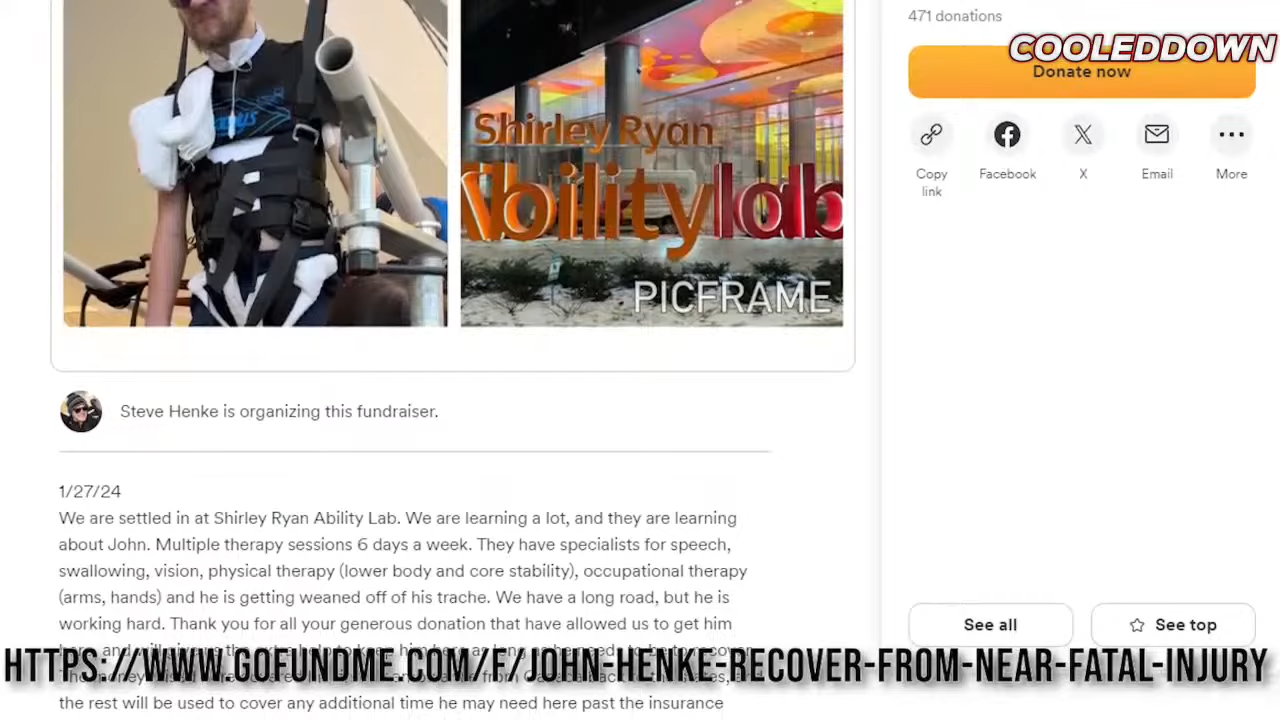 471 donations
COOLEDDOWN
Donate now
Shirley Ryan
Abilitylab
PICFRAME
Copy link
Facebook
X
Email
More
Steve Henke is organizing this fundraiser.
1/27/24
We are settled in at Shirley Ryan Ability Lab. We are learning a lot, and they are learning
about John. Multiple therapy sessions 6 days a week. They have specialists for speech,
swallowing, vision, physical therapy (lower body and core stability), occupational therapy
(arms, hands) and he is getting weaned off of his trache. We have a long road, but he is
working hard. Thank you for all your generous donation that have allowed us to get him
the rest will be used to cover any additional time he may need here past the insurance
See all
See top
HTTPS://WWW.GOFUNDME.COM/F/JOHN-HENKE-RECOVER-FROM-NEAR-FATAL-INJURY